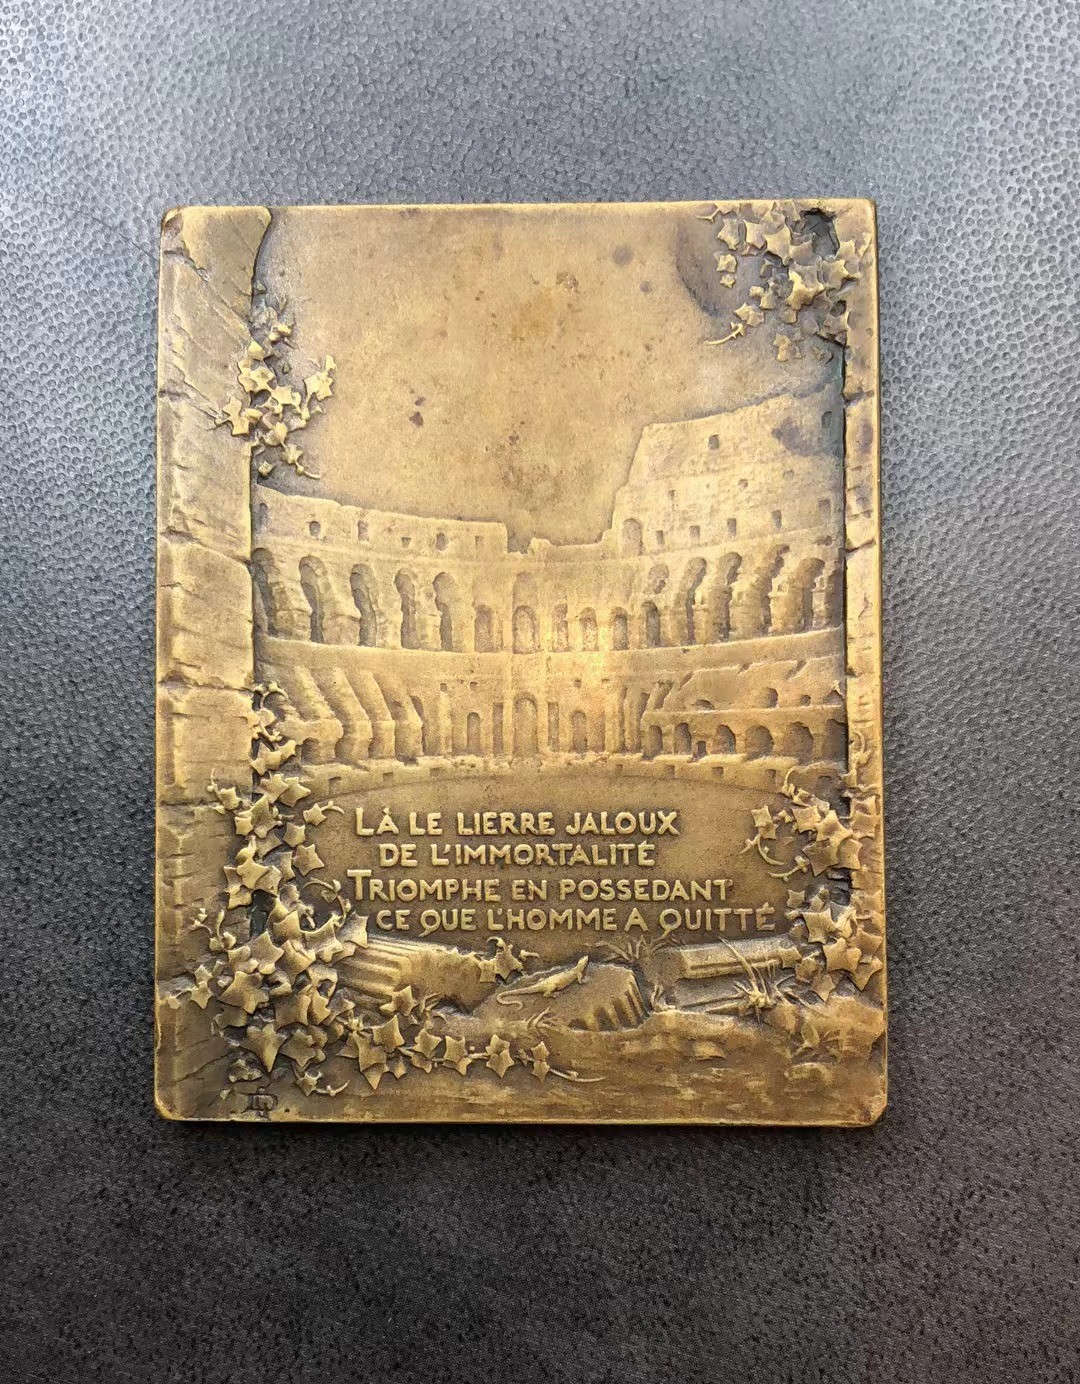 LÀ LE LIERRE JALOUX
DE L'IMMORTALITÉ
TRIOMPHE EN POSSEDANT
CE QUE L'HOMME A QUITTÉ